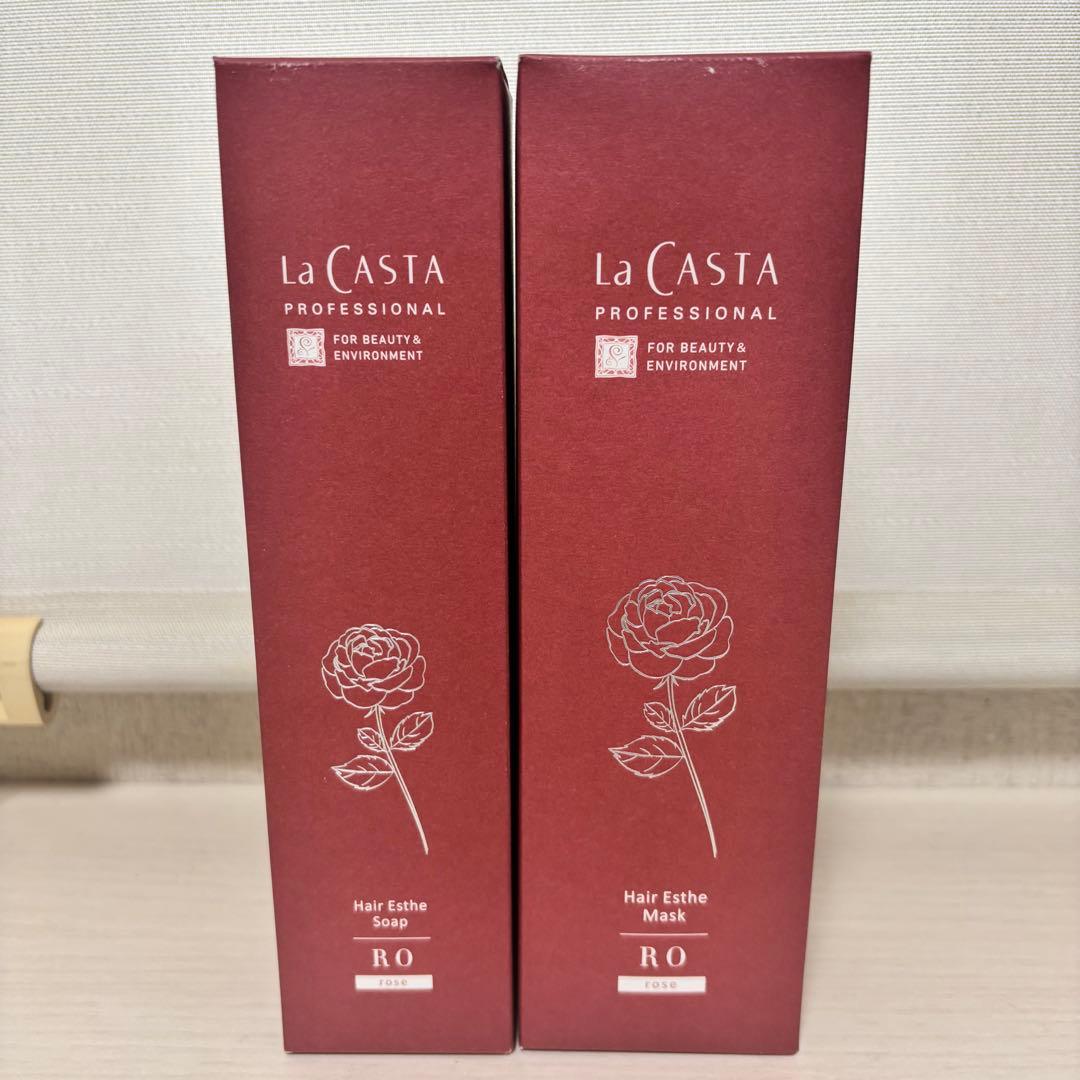 La CASTA
PROFESSIONAL
FOR BEAUTY &
ENVIRONMENT
Hair Esthe
Soap
RO
rose
La CASTA
PROFESSIONAL
FOR BEAUTY &
ENVIRONMENT
Hair Esthe
Mask
RO
rose